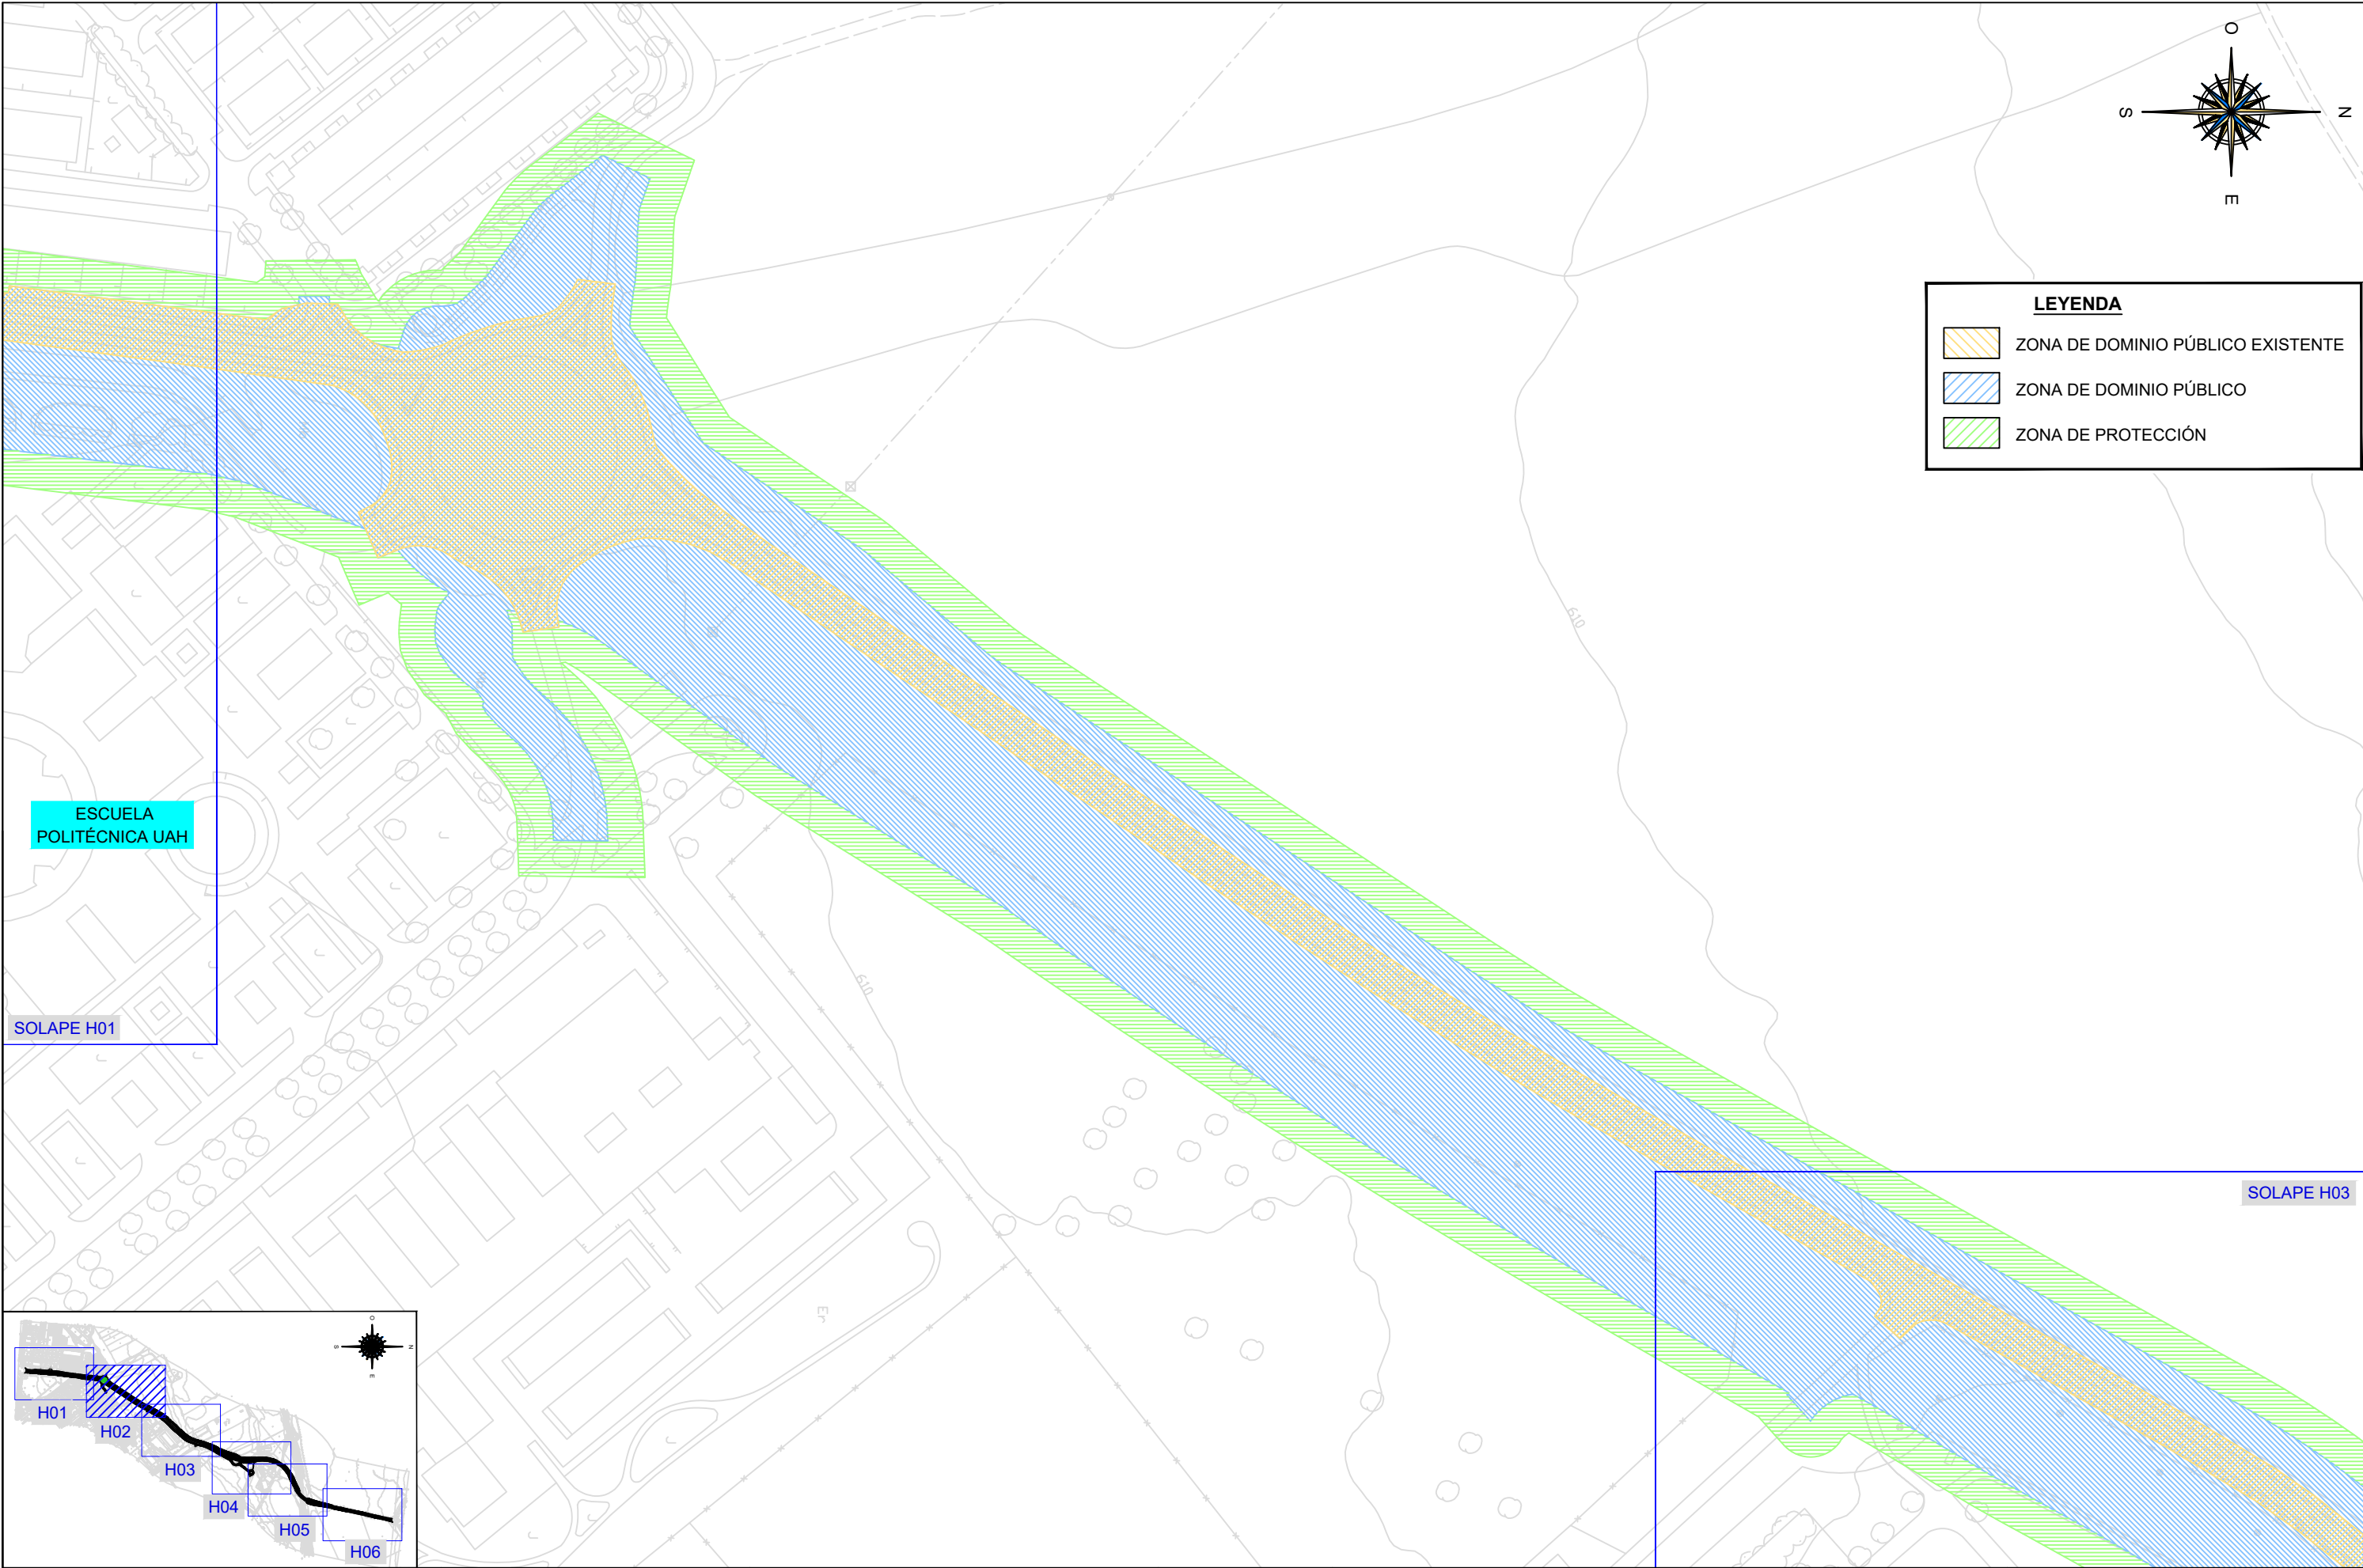 O
S
N
E
LEYENDA
ZONA DE DOMINIO PÚBLICO EXISTENTE
ZONA DE DOMINIO PÚBLICO
ZONA DE PROTECCIÓN
610
ESCUELA
POLITÉCNICA UAH
610
SOLAPE H01
SOLAPE H03
Er
O
S
N
E
H01
H02
H03
H04
H05
H06